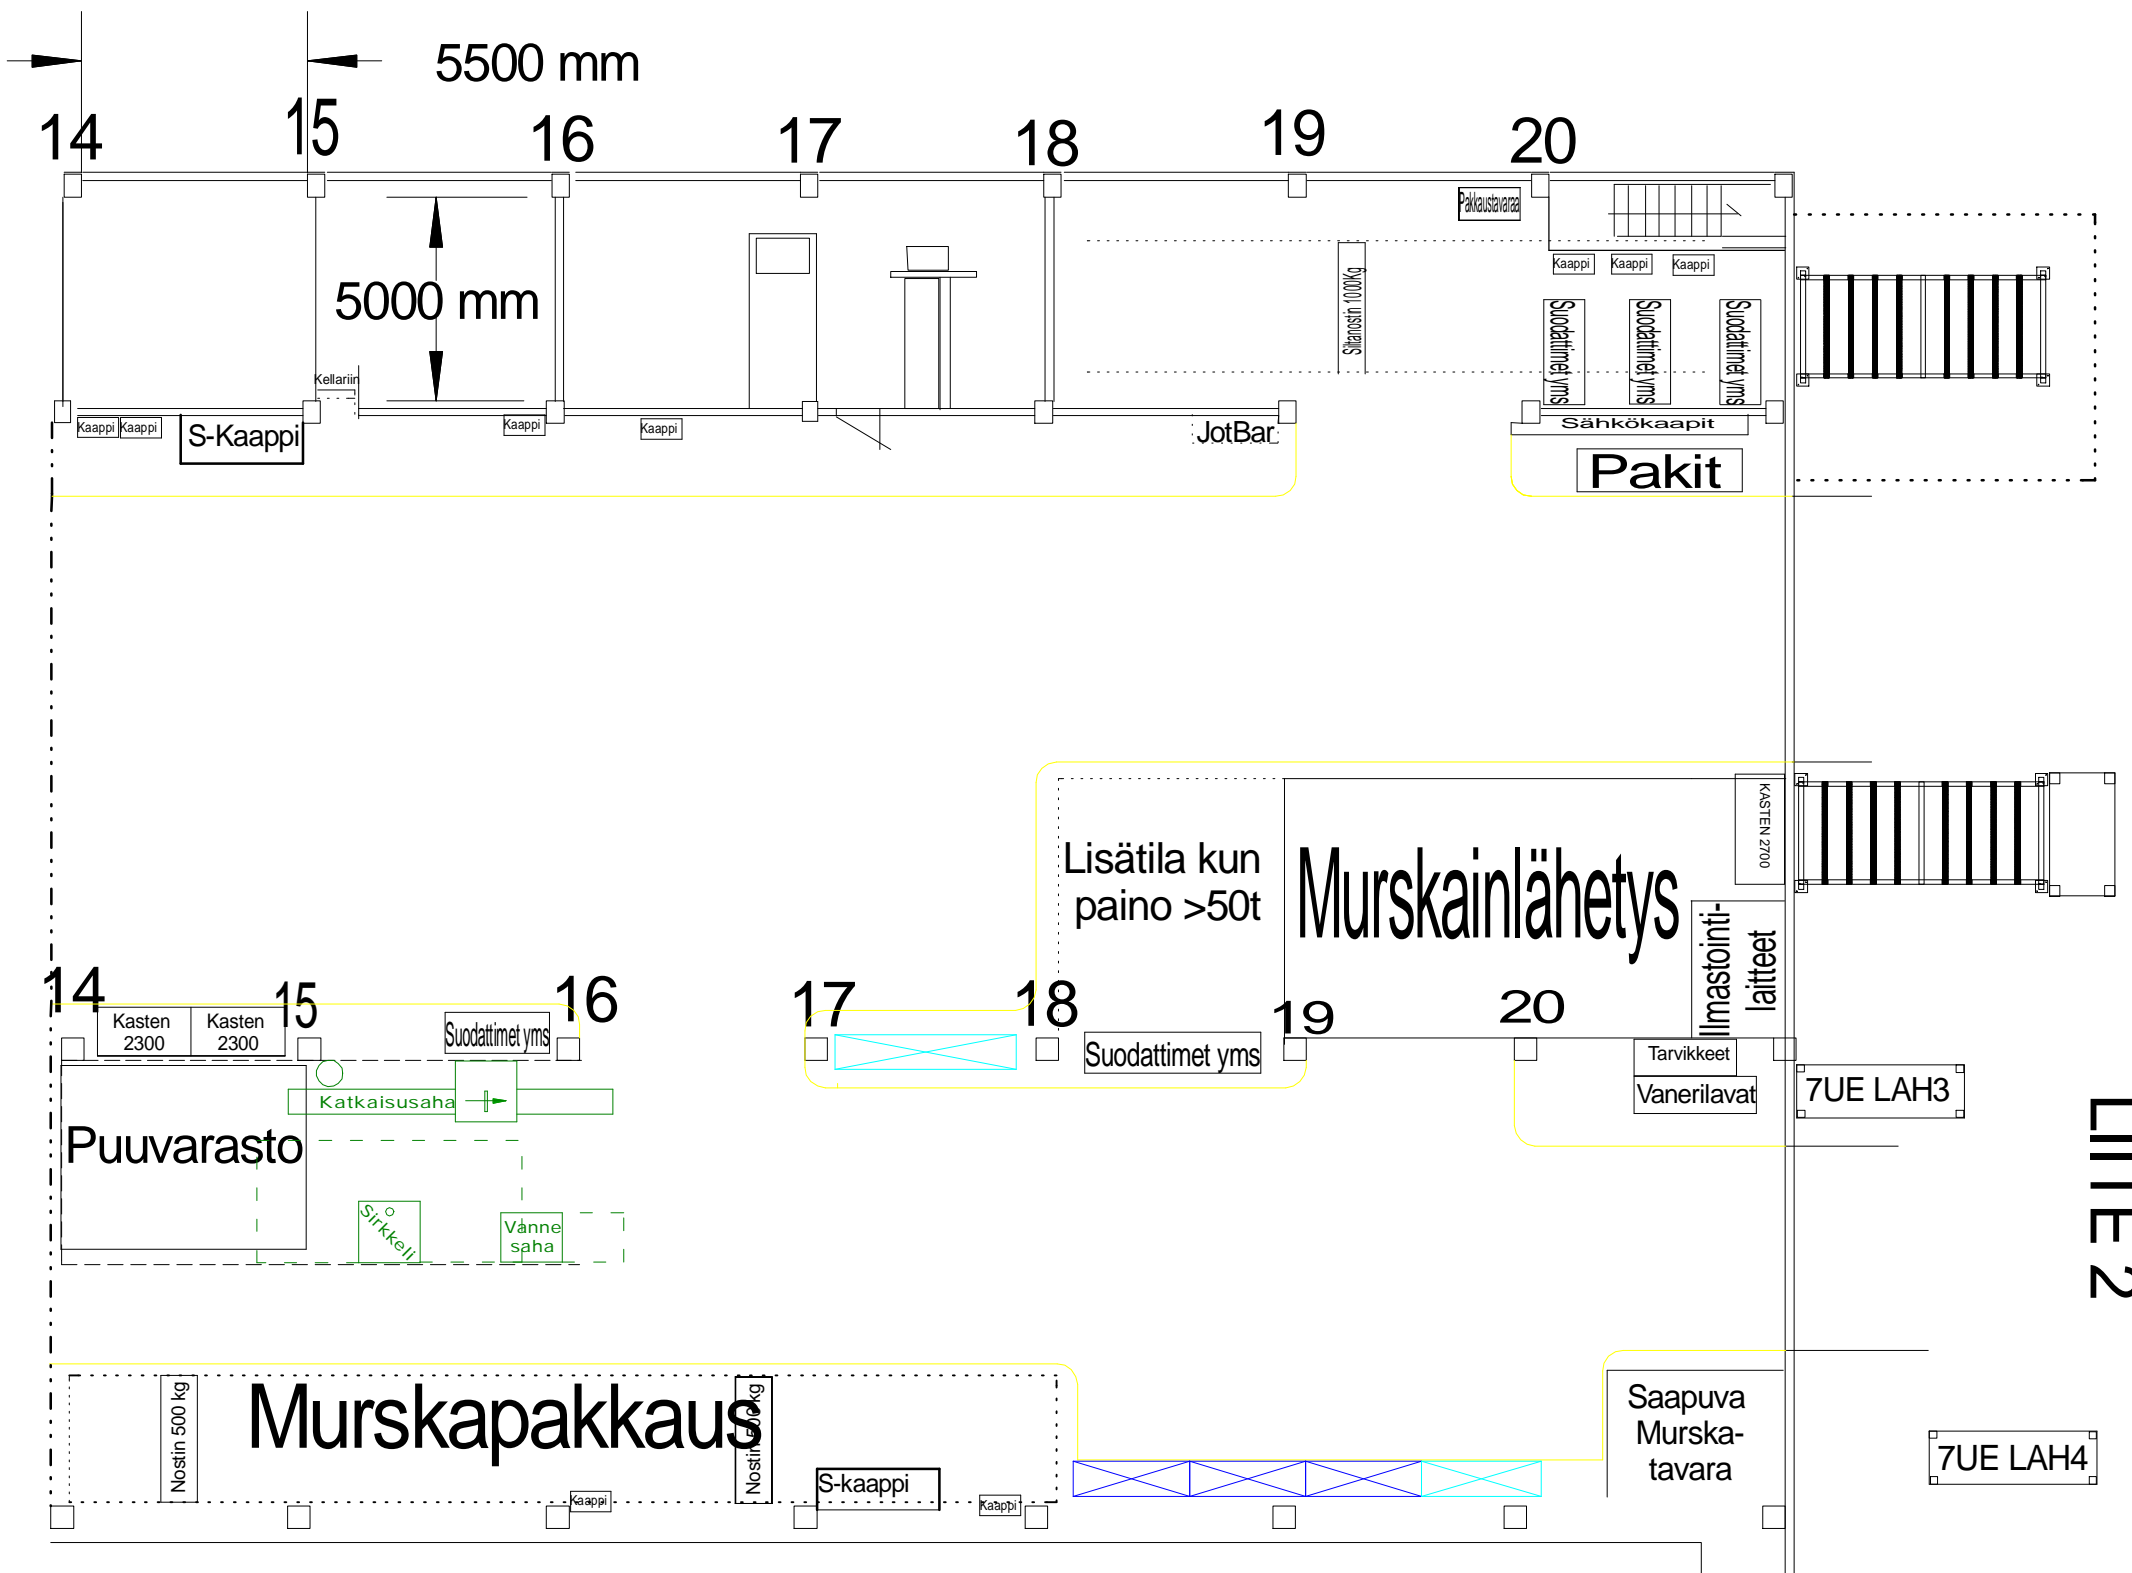 5500 mm
14
15
16
17
18
19
20
Pakkaustavaraa
5000 mm
Siltanostin 1000Kg
Kaappi
Kaappi
Kaappi
Suodattimet yms
Suodattimet yms
Suodattimet yms
Kellariin
Kaappi
Kaappi
S-Kaappi
Kaappi
Kaappi
JotBar
Sähkökaapit
Pakit
Lisätila kun
paino >50t
Murskainlähetys
KASTEN 2700
Ilmastointi-
laitteet
14
15
16
17
18
19
20
Kasten
2300
Kasten
2300
Suodattimet yms
Suodattimet yms
Tarvikkeet
Vanerilavat
7UE LAH3
Katkaisusaha
Puuvarasto
Sirkkeli
Vanne
saha
LIITE 2
Nostin 500 kg
Murskapakkaus
Nostin 500 kg
S-kaappi
Kaappi
Kaappi
Saapuva
Murska-
tavara
7UE LAH4